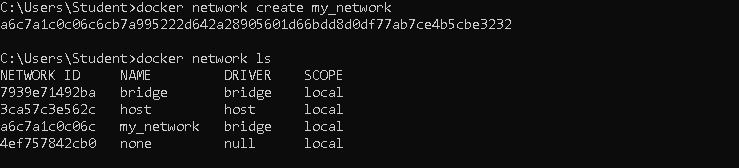 C:\Users\Student>docker network create my_network
a6c7a1c0c06c6cb7a995222d642a28905601d66bdd8d0df77ab7ce4b5cbe3232
C:\Users\Student>docker network ls
NETWORK ID     NAME         DRIVER    SCOPE
7939e71492ba   bridge       bridge    local
3ca57c3e562c   host         host      local
a6c7a1c0c06c   my_network   bridge    local
4ef757842cb0   none         null      local